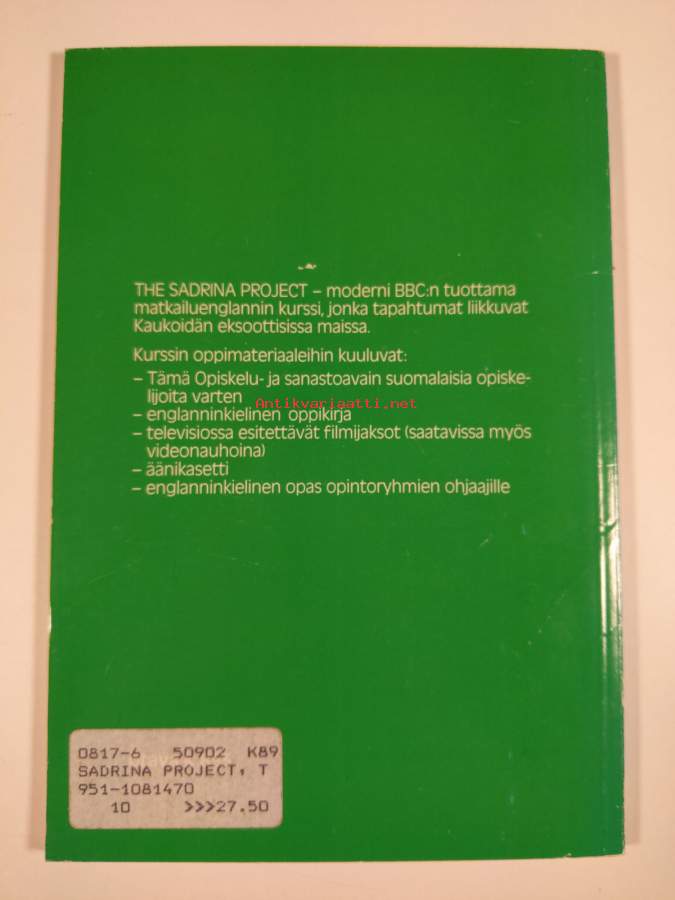 THE SADRINA PROJECT – moderni BBC:n tuottama
matkailuenglannin kurssi, jonka tapahtumat liikkuvat
Kaukoidän eksoottisissa maissa.
Kurssin oppimateriaaleihin kuuluvat:
– Tämä Opiskelu- ja sanastoavain suomalaisia opiske-
lijoita varten
Antikvariaatti.net
– englanninkielinen oppikirja
– televisiossa esitettävät filmijaksot (saatavissa myös
videonauhoina)
– äänikasetti
– englanninkielinen opas opintoryhmien ohjaajille
0817-6 50902 K89
SADRINA PROJECT, T
951-1081470
10 >>>27.50